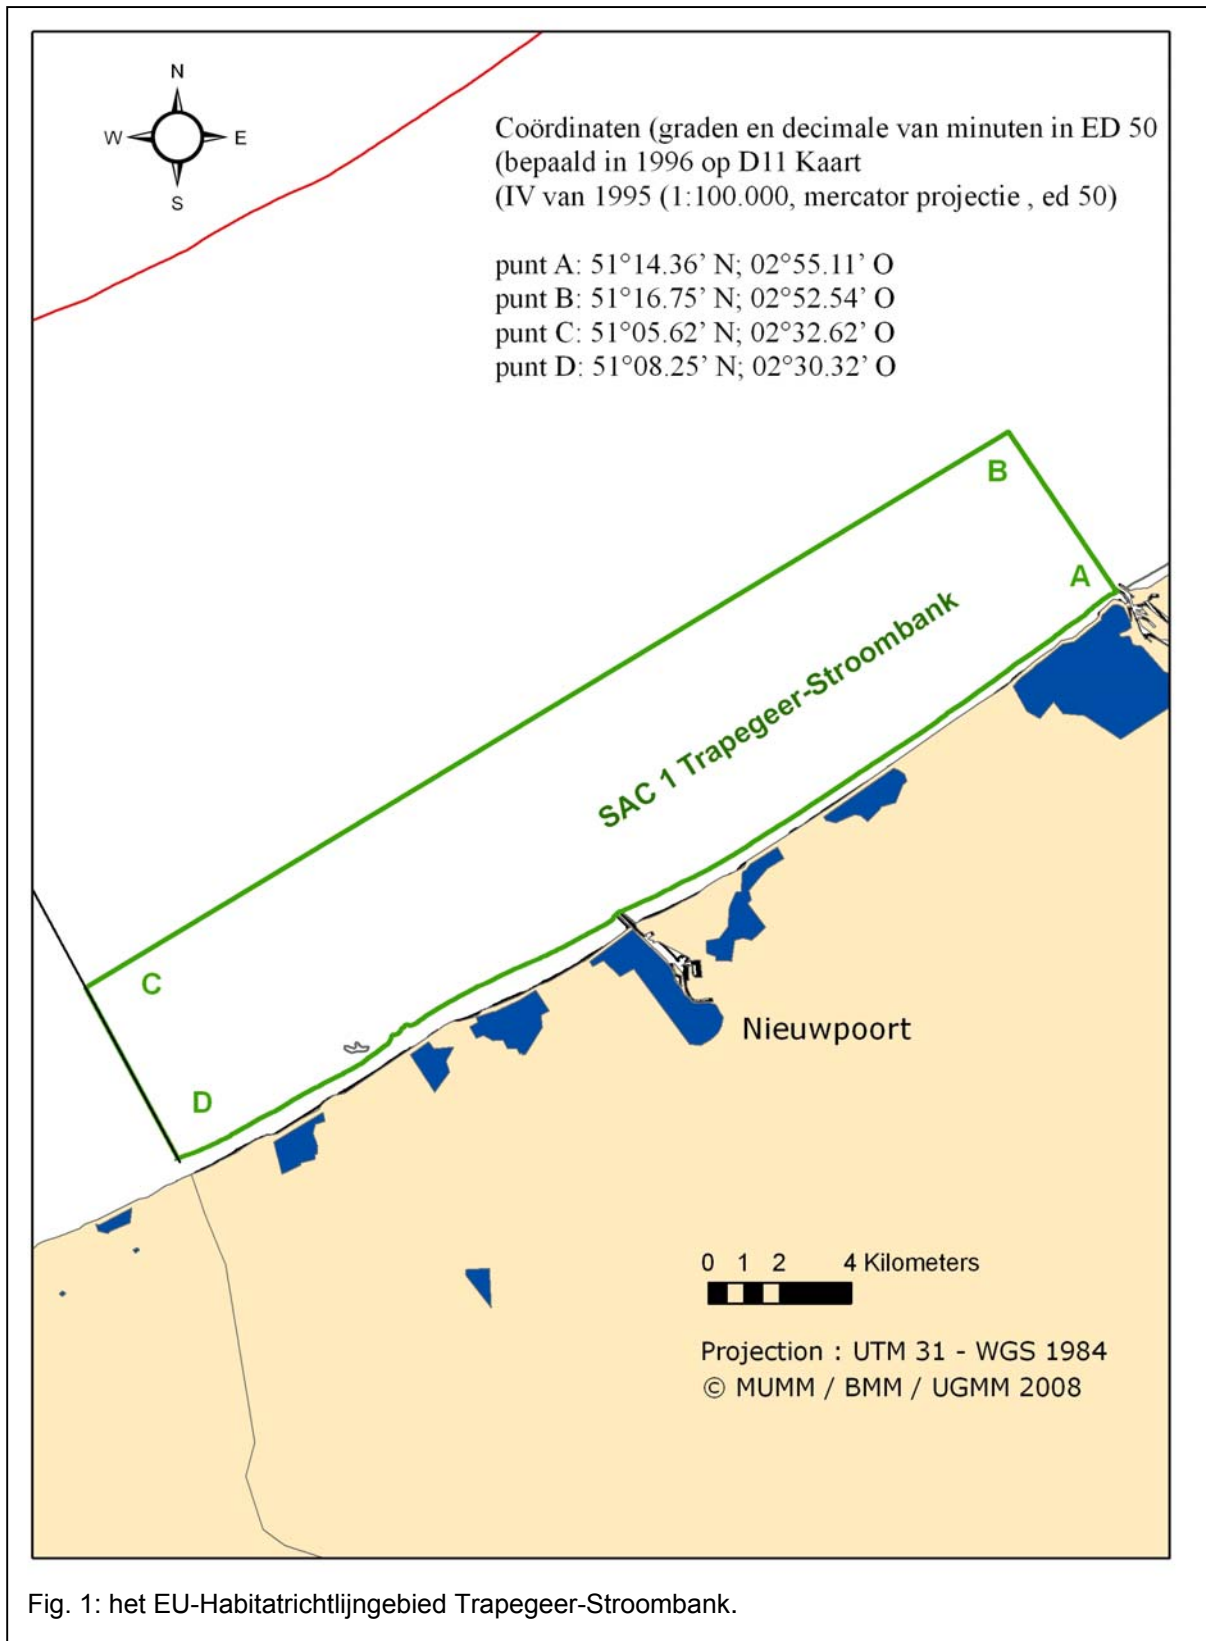 N
W
E
S
Coördinaten (graden en decimale van minuten in ED 50
(bepaald in 1996 op D11 Kaart
(IV van 1995 (1:100.000, mercator projectie , ed 50)
punt A: 51°14.36’ N; 02°55.11’ O
punt B: 51°16.75’ N; 02°52.54’ O
punt C: 51°05.62’ N; 02°32.62’ O
punt D: 51°08.25’ N; 02°30.32’ O
B
A
SAC 1 Trapegeer-Stroombank
C
D
Nieuwpoort
0 1 2 4 Kilometers
Projection : UTM 31 - WGS 1984
© MUMM / BMM / UGMM 2008
Fig. 1: het EU-Habitatrichtlijngebied Trapegeer-Stroombank.